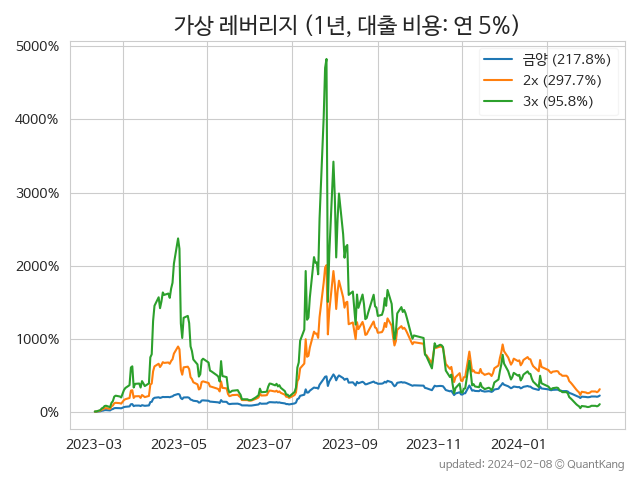 가상 레버리지 (1년, 대출 비용: 연 5%)
금양 (217.8%)
2x (297.7%)
3x (95.8%)
5000%
4000%
3000%
2000%
1000%
0%
2023-03 2023-05 2023-07 2023-09 2023-11 2024-01
updated: 2024-02-08 © QuantKang